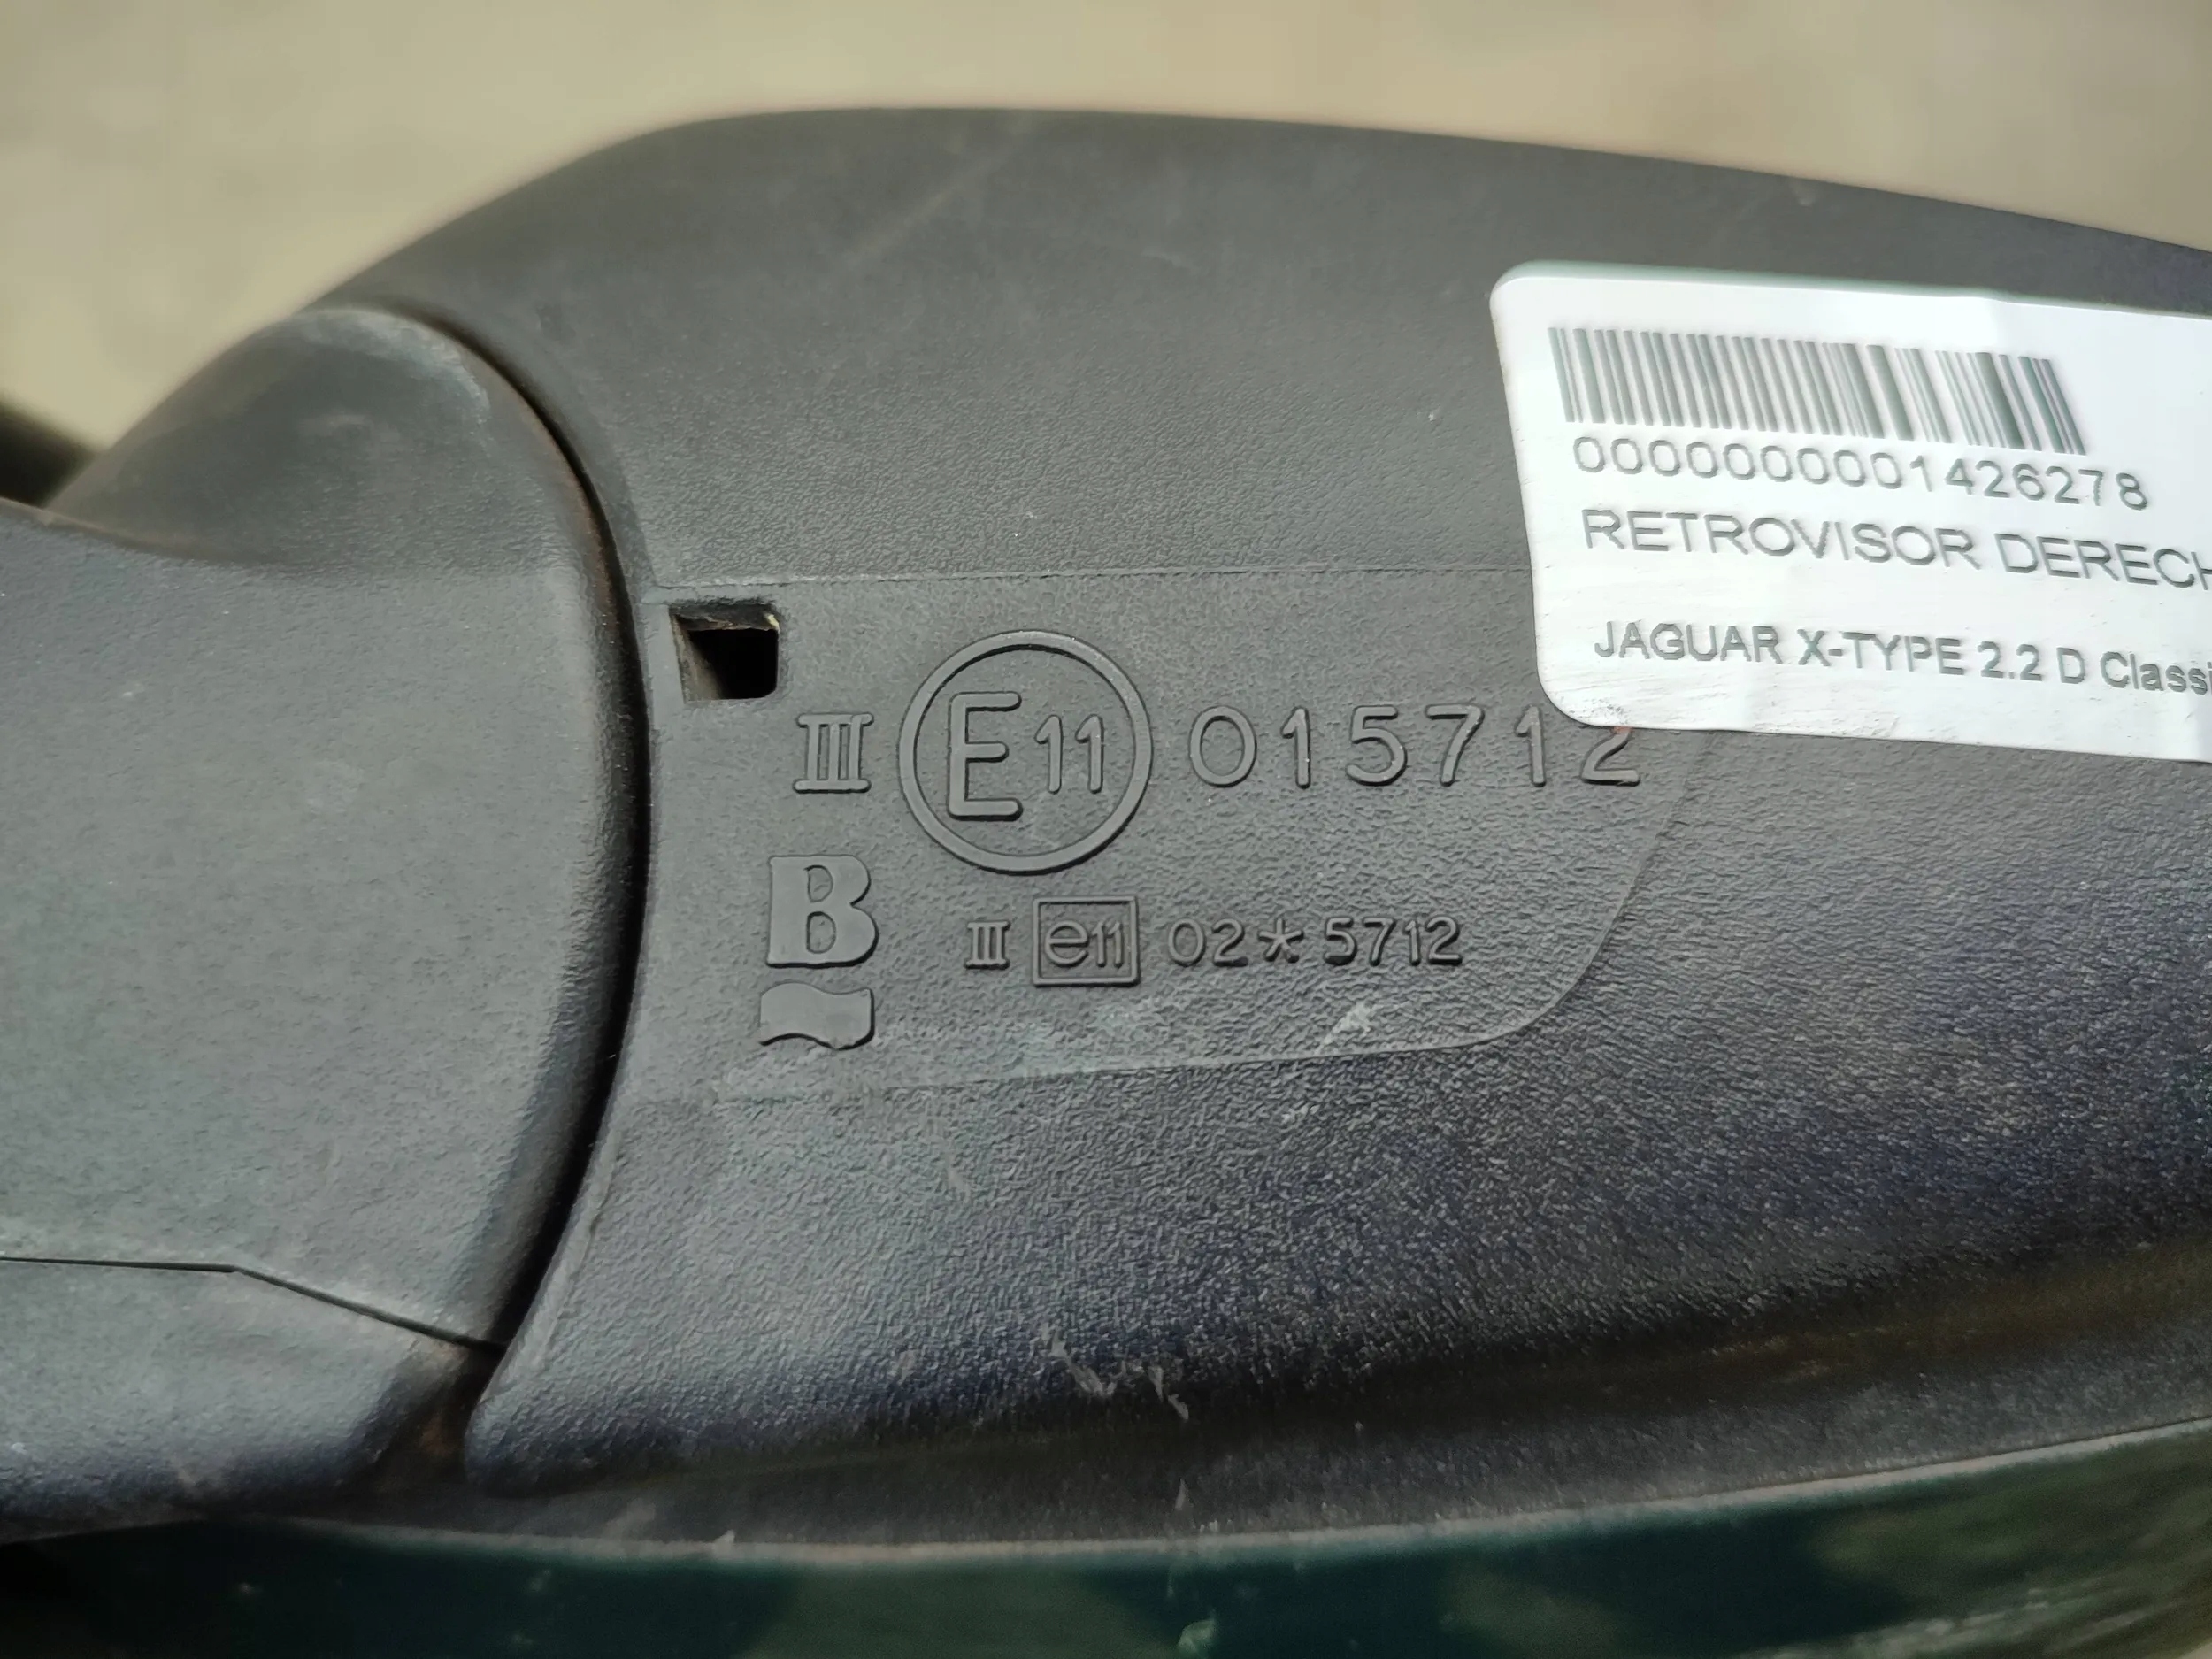 0000000001426278
RETROVISOR DERECH
JAGUAR X-TYPE 2.2 D Classi
III E11 015712
B
III e11 02*5712